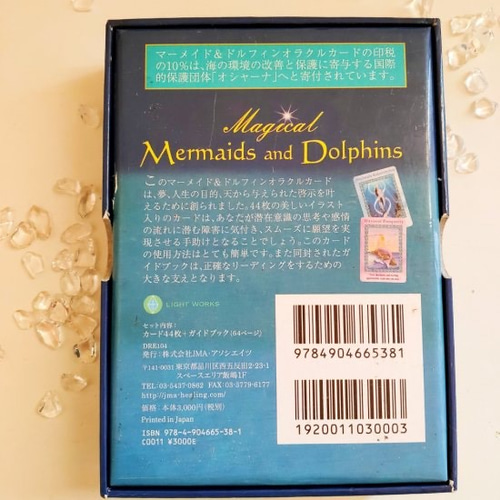 マーメイド&ドルフィンオラクルカードの印税
の10%は、海の環境の改善と保護に寄与する国際
的保護団体「オシャーナ」へと寄付されています。
Magical
Mermaids and Dolphins
このマーメイド&ドルフィンオラクルカード
は、夢、人生の目的、天から与えられた啓示を叶
えるために創られました。44枚の美しいイラスト
入りのカードは、あなたが潜在意識の思考や感情
の流れに潜む障害に気付き、スムーズに願望を実
現させる手助けとなることでしょう。このカード
の使用方法はとても簡単です。また同封されたガ
イドブックは、正確なリーディングをするための
大きな支えとなります。
LIGHT WORKS
セット内容:
カード44枚+ガイドブック(64ページ)
DRE104
発行:株式会社JMA・アソシエイツ
〒141-0031 東京都品川区西五反田2-23-1
スペースエリア飯嶋1F
TEL:03-5437-0862 FAX:03-3779-6177
http://jma-herling.com/
価格:本体3,000円(税別)
Printed in Japan
ISBN 978-4-904665-38-1
C0011 ¥3000E
9784904665381
1920011030003